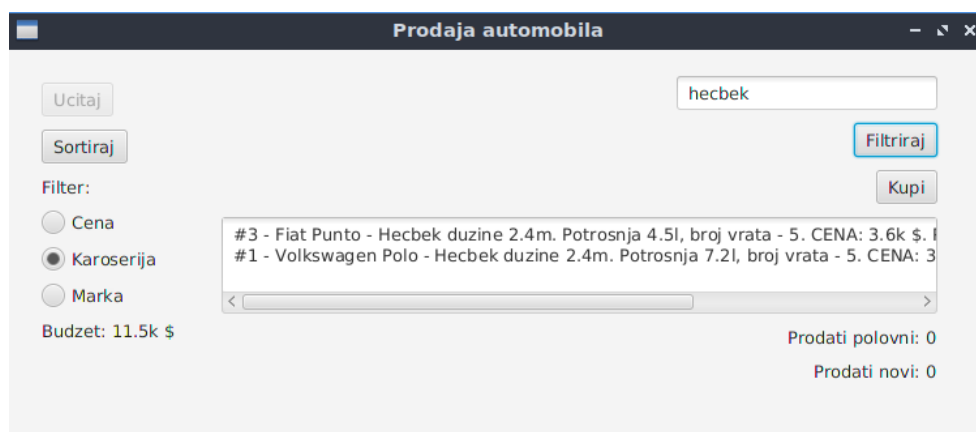 Prodaja automobila
Ucitaj
hecbek
Sortiraj
Filtriraj
Filter:
Kupi
Cena
Karoserija
Marka
#3 - Fiat Punto - Hecbek duzine 2.4m. Potrosnja 4.5l, broj vrata - 5. CENA: 3.6k $.
#1 - Volkswagen Polo - Hecbek duzine 2.4m. Potrosnja 7.2l, broj vrata - 5. CENA: 3
Budzet: 11.5k $
Prodati polovni: 0
Prodati novi: 0